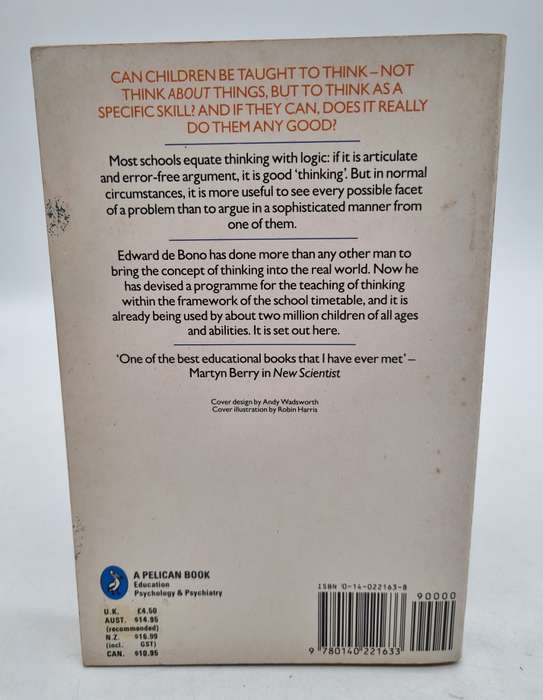 CAN CHILDREN BE TAUGHT TO THINK – NOT
THINK ABOUT THINGS, BUT TO THINK AS A
SPECIFIC SKILL? AND IF THEY CAN, DOES IT REALLY
DO THEM ANY GOOD?
Most schools equate thinking with logic: if it is articulate
and error-free argument, it is good 'thinking'. But in normal
circumstances, it is more useful to see every possible facet
of a problem than to argue in a sophisticated manner from
one of them.
Edward de Bono has done more than any other man to
bring the concept of thinking into the real world. Now he
has devised a programme for the teaching of thinking
within the framework of the school timetable, and it is
already being used by about two million children of all ages
and abilities. It is set out here.
'One of the best educational books that I have ever met' –
Martyn Berry in New Scientist
Cover design by Andy Wadsworth
Cover illustration by Robin Harris
A PELICAN BOOK
Education
Psychology & Psychiatry
U.K. £4.50
AUST. $14.95
(recommended)
N.Z. $16.99
(incl. GST)
CAN. $10.95
ISBN 0-14-022163-8
90000
9 780140 221633